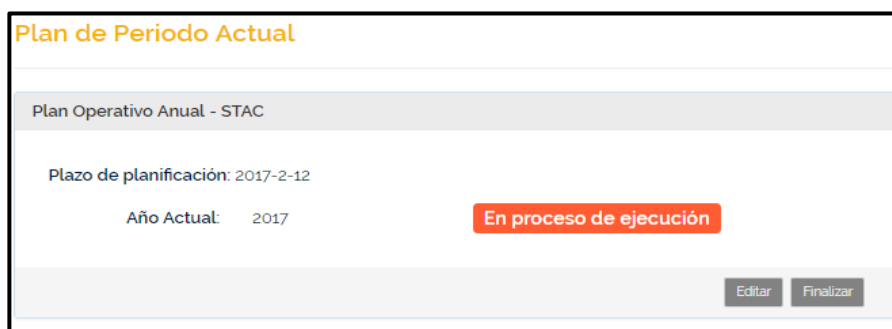 Plan de Periodo Actual
Plan Operativo Anual - STAC
Plazo de planificación: 2017-2-12
Año Actual: 2017
En proceso de ejecución
Editar
Finalizar